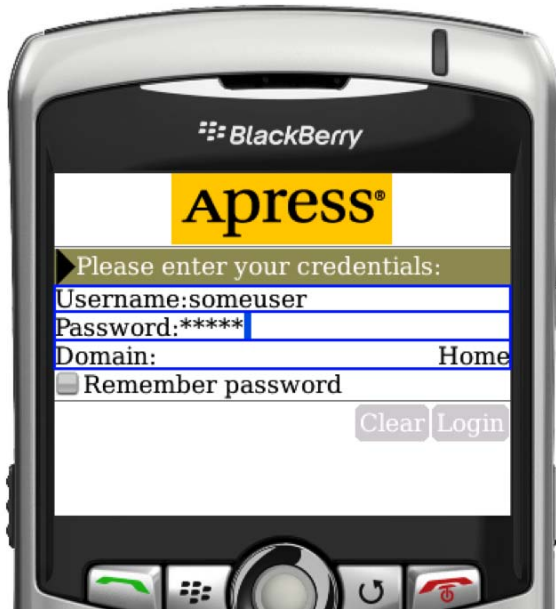 BlackBerry
Apress®
Please enter your credentials:
Username:someuser
Password:*****
Domain: Home
Remember password
Clear Login